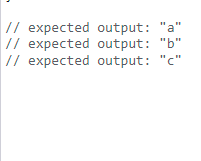 // expected output: "a"
// expected output: "b"
// expected output: "c"